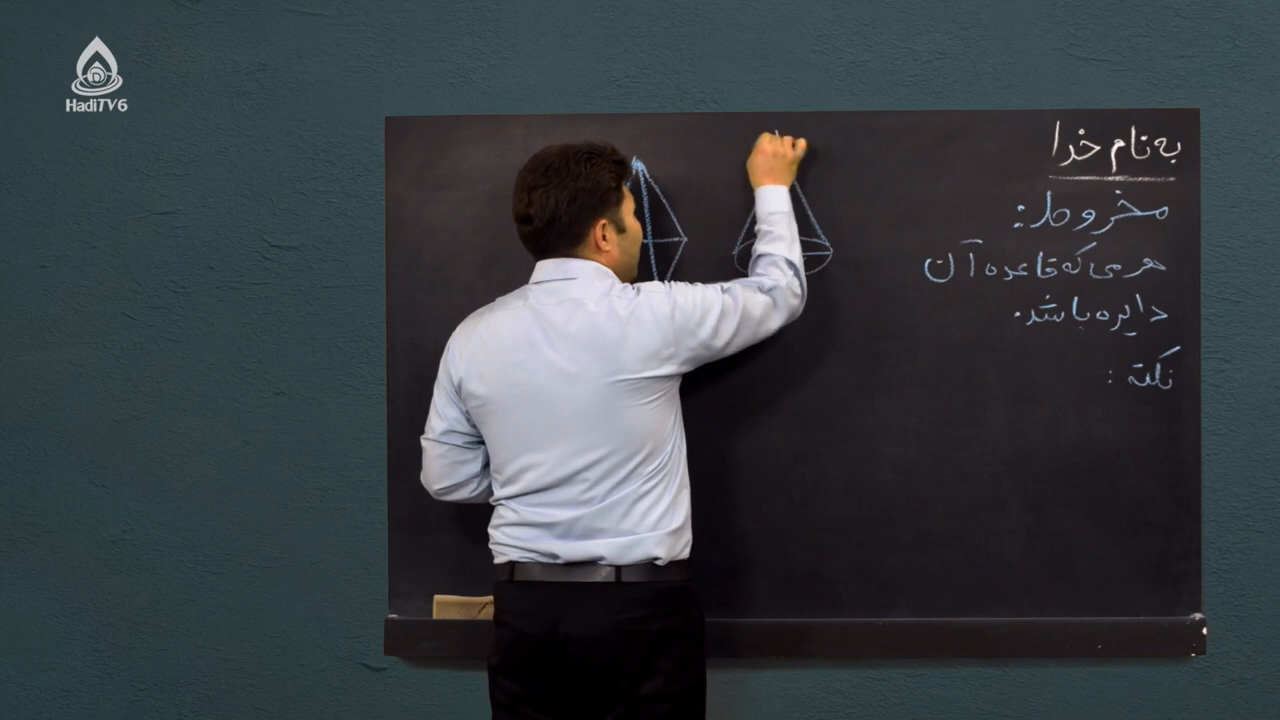 HadiTV6
به نام خدا
مخروط:
هرمی که قاعده آن
دایره باشد.
نکته :